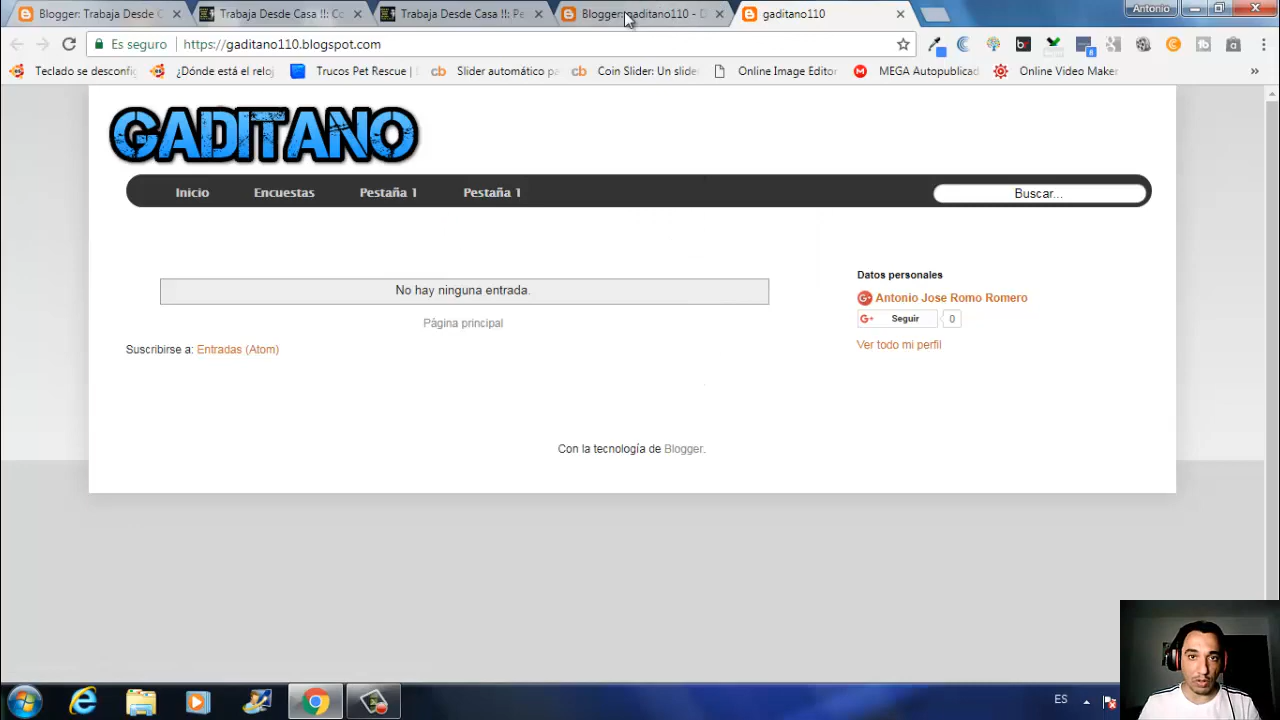 Blogger: Trabaja Desde C
Trabaja Desde Casa !!: Cc
Trabaja Desde Casa !!: Pe
Blogger: gaditano110 - D
gaditano110
Antonio
Es seguro
https://gaditano110.blogspot.com
Teclado se desconfig
¿Dónde está el reloj
Trucos Pet Rescue |
Slider automático pa
Coin Slider: Un slide
Online Image Editor
MEGA Autopublicad
Online Video Maker
»
GADITANO
Inicio
Encuestas
Pestaña 1
Pestaña 1
Buscar...
No hay ninguna entrada.
Página principal
Suscribirse a: Entradas (Atom)
Datos personales
Antonio Jose Romo Romero
G+ Seguir 0
Ver todo mi perfil
Con la tecnología de Blogger.
ES